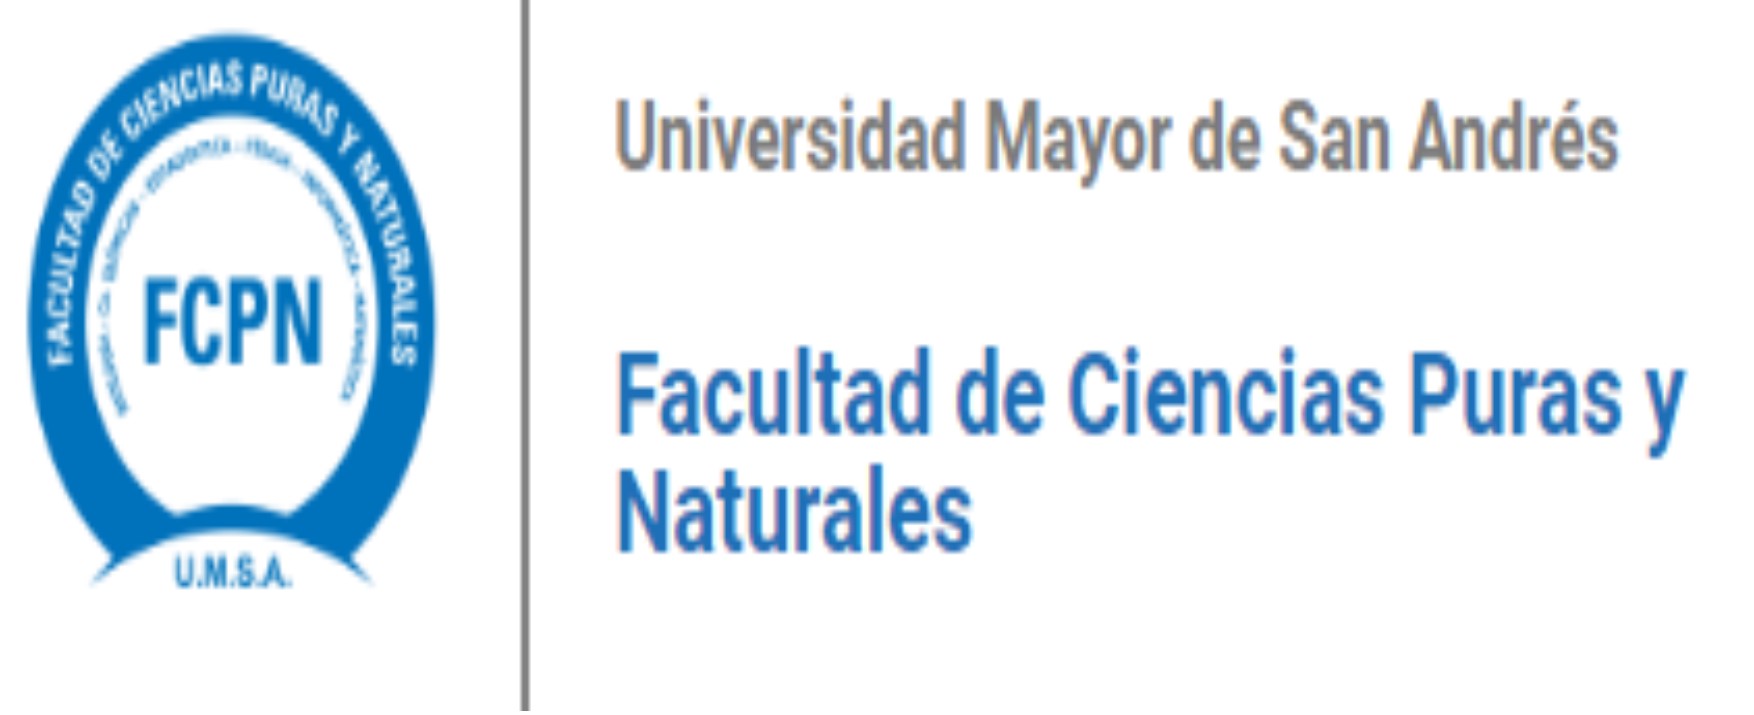 FACULTAD DE CIENCIAS PURAS Y NATURALES
FCPN
U.M.S.A.
Universidad Mayor de San Andrés
Facultad de Ciencias Puras y
Naturales